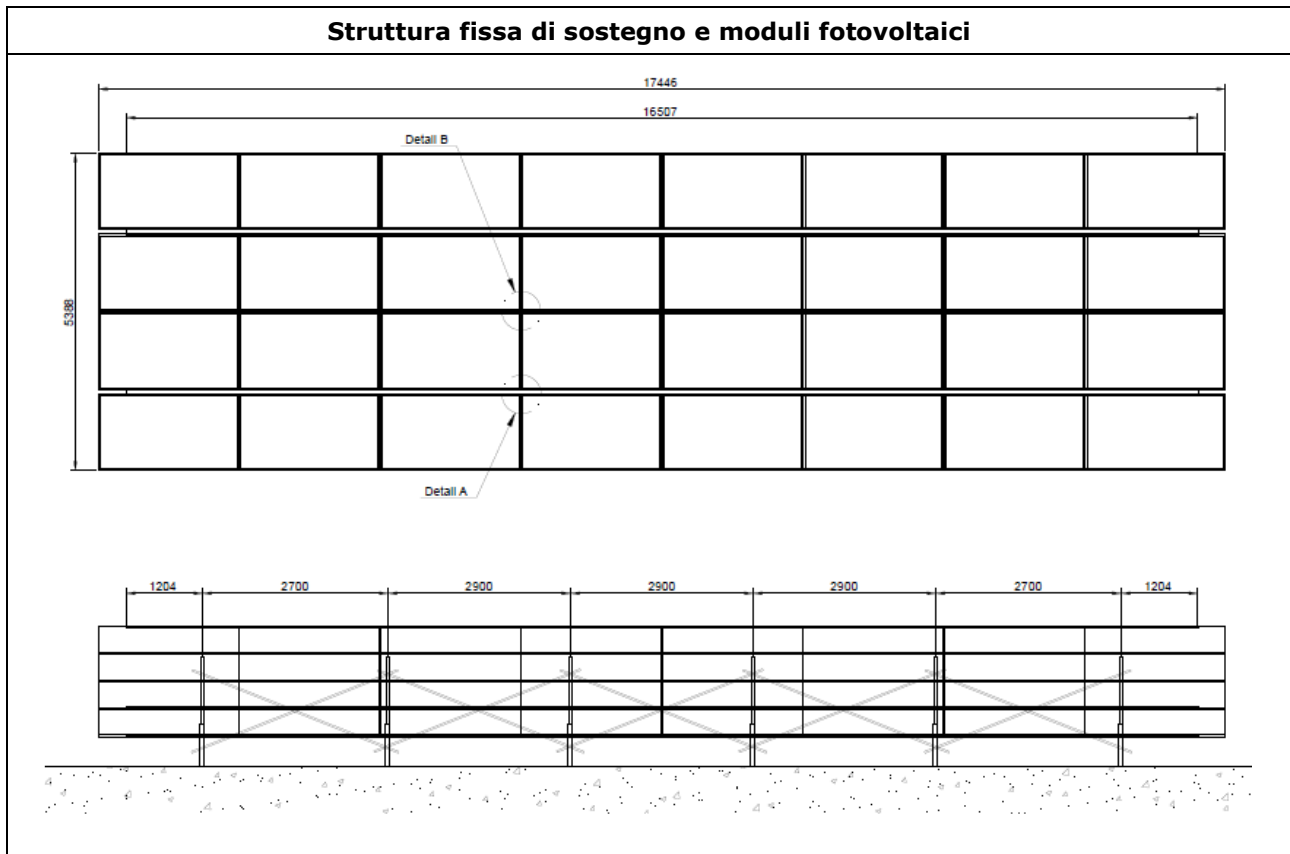 Struttura fissa di sostegno e moduli fotovoltaici
17446
16507
Detail B
5388
Detail A
1204 2700 2900 2900 2900 2700 1204